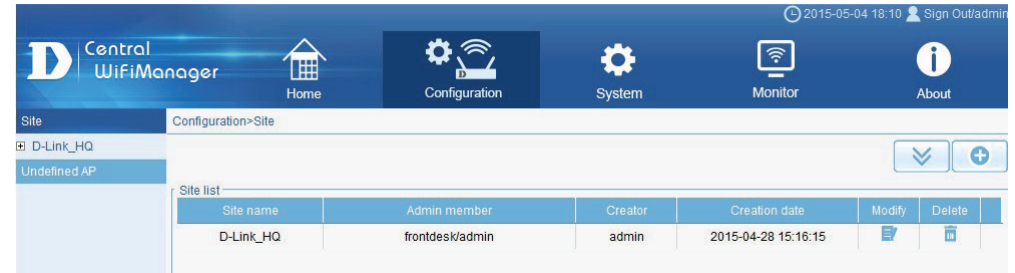 2015-05-04 18:10 Sign Out/admin
D Central
WiFiManager
Home
Configuration
System
Monitor
About
Site
Configuration>Site
D-Link_HQ
Undefined AP
Site list
Site name Admin member Creator Creation date Modify Delete
D-Link_HQ frontdesk/admin admin 2015-04-28 15:16:15